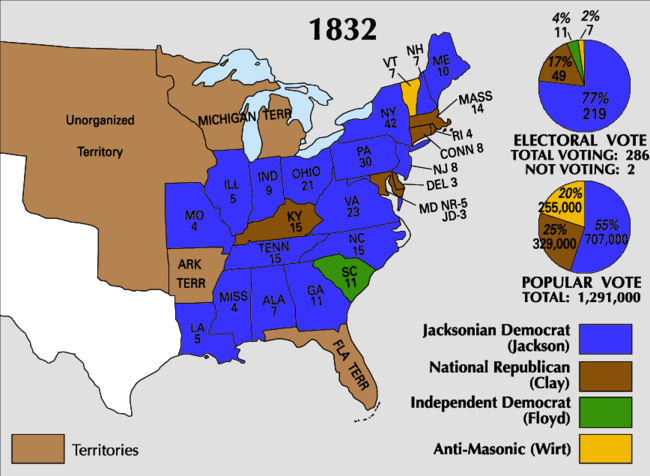 1832
Unorganized
Territory
MICHIGAN TERR
VT
7
NH
7
ME
10
MASS
14
NY
42
RI 4
CONN 8
PA
30
NJ 8
DEL 3
MD NR-5
JD-3
ILL
5
IND
9
OHIO
21
VA
23
MO
4
KY
15
NC
15
TENN
15
ARK
TERR
SC
11
MISS
4
ALA
7
GA
11
LA
5
FLA TERR
4%
11
2%
7
17%
49
77%
219
ELECTORAL VOTE
TOTAL VOTING: 286
NOT VOTING: 2
20%
255,000
25%
329,000
55%
707,000
POPULAR VOTE
TOTAL: 1,291,000
Jacksonian Democrat
(Jackson)
National Republican
(Clay)
Independent Democrat
(Floyd)
Anti-Masonic (Wirt)
Territories